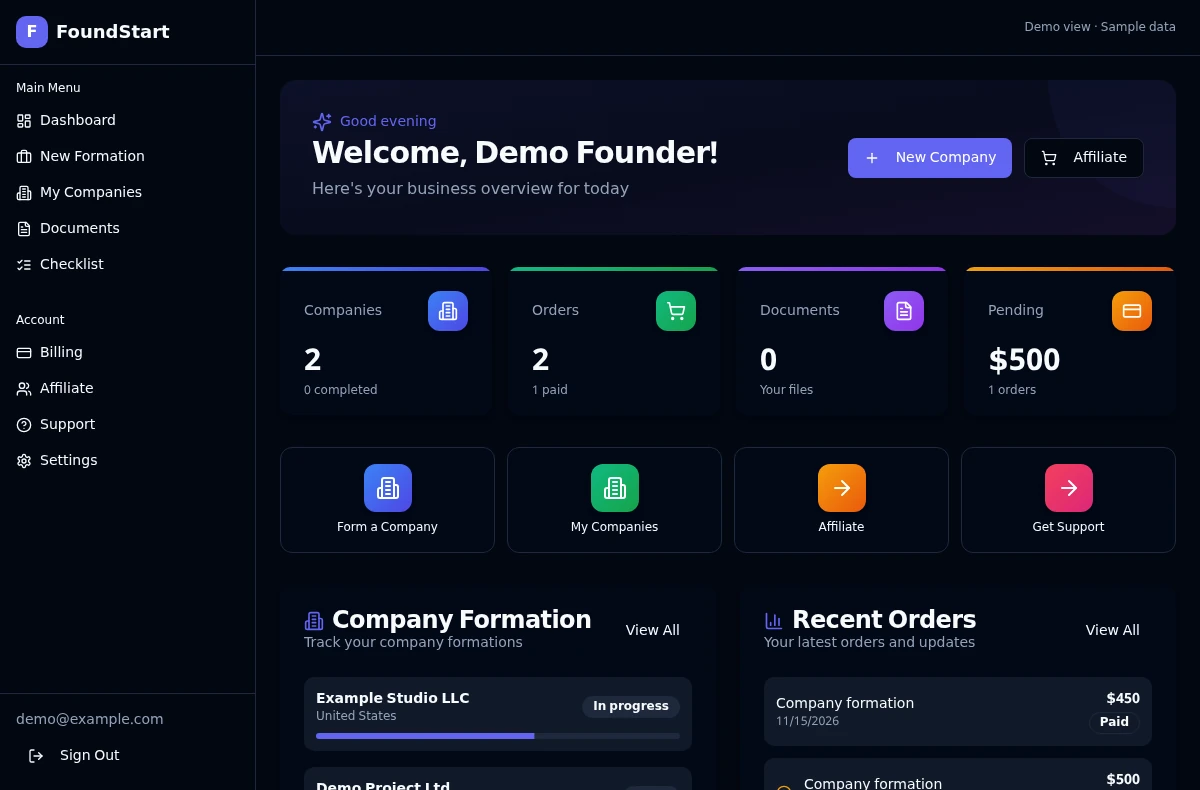 F FoundStart
Demo view · Sample data
Main Menu
Dashboard
New Formation
My Companies
Documents
Checklist
Account
Billing
Affiliate
Support
Settings
demo@example.com
Sign Out
Good evening
Welcome, Demo Founder!
Here's your business overview for today
New Company
Affiliate
Companies
2
0 completed
Orders
2
1 paid
Documents
0
Your files
Pending
$500
1 orders
Form a Company
My Companies
Affiliate
Get Support
Company Formation
Track your company formations
View All
Example Studio LLC
United States
In progress
Demo Project Ltd
Recent Orders
Your latest orders and updates
View All
Company formation
11/15/2026
$450
Paid
Company formation
$500